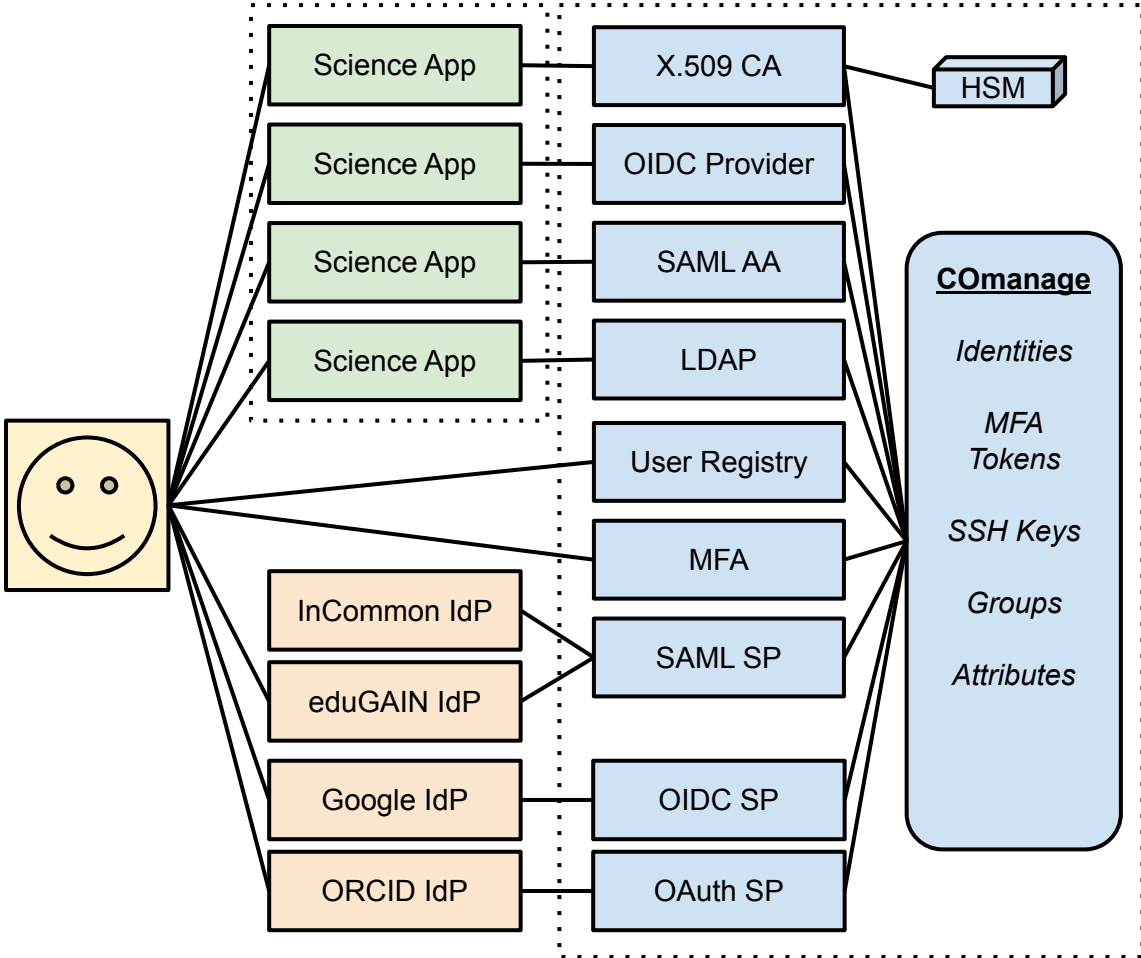 Science App
X.509 CA
HSM
Science App
OIDC Provider
Science App
SAML AA
Science App
LDAP
User Registry
MFA
InCommon IdP
SAML SP
eduGAIN IdP
Google IdP
OIDC SP
ORCID IdP
OAuth SP
COmanage
Identities
MFA
Tokens
SSH Keys
Groups
Attributes